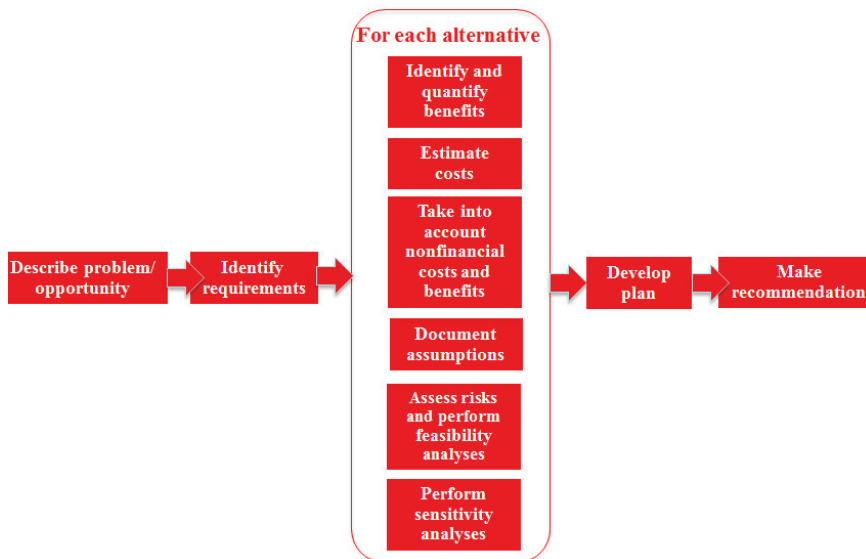 Describe problem/
opportunity
Identify
requirements
For each alternative
Identify and
quantify
benefits
Estimate
costs
Take into
account
nonfinancial
costs and
benefits
Document
assumptions
Assess risks
and perform
feasibility
analyses
Perform
sensitivity
analyses
Develop
plan
Make
recommendation